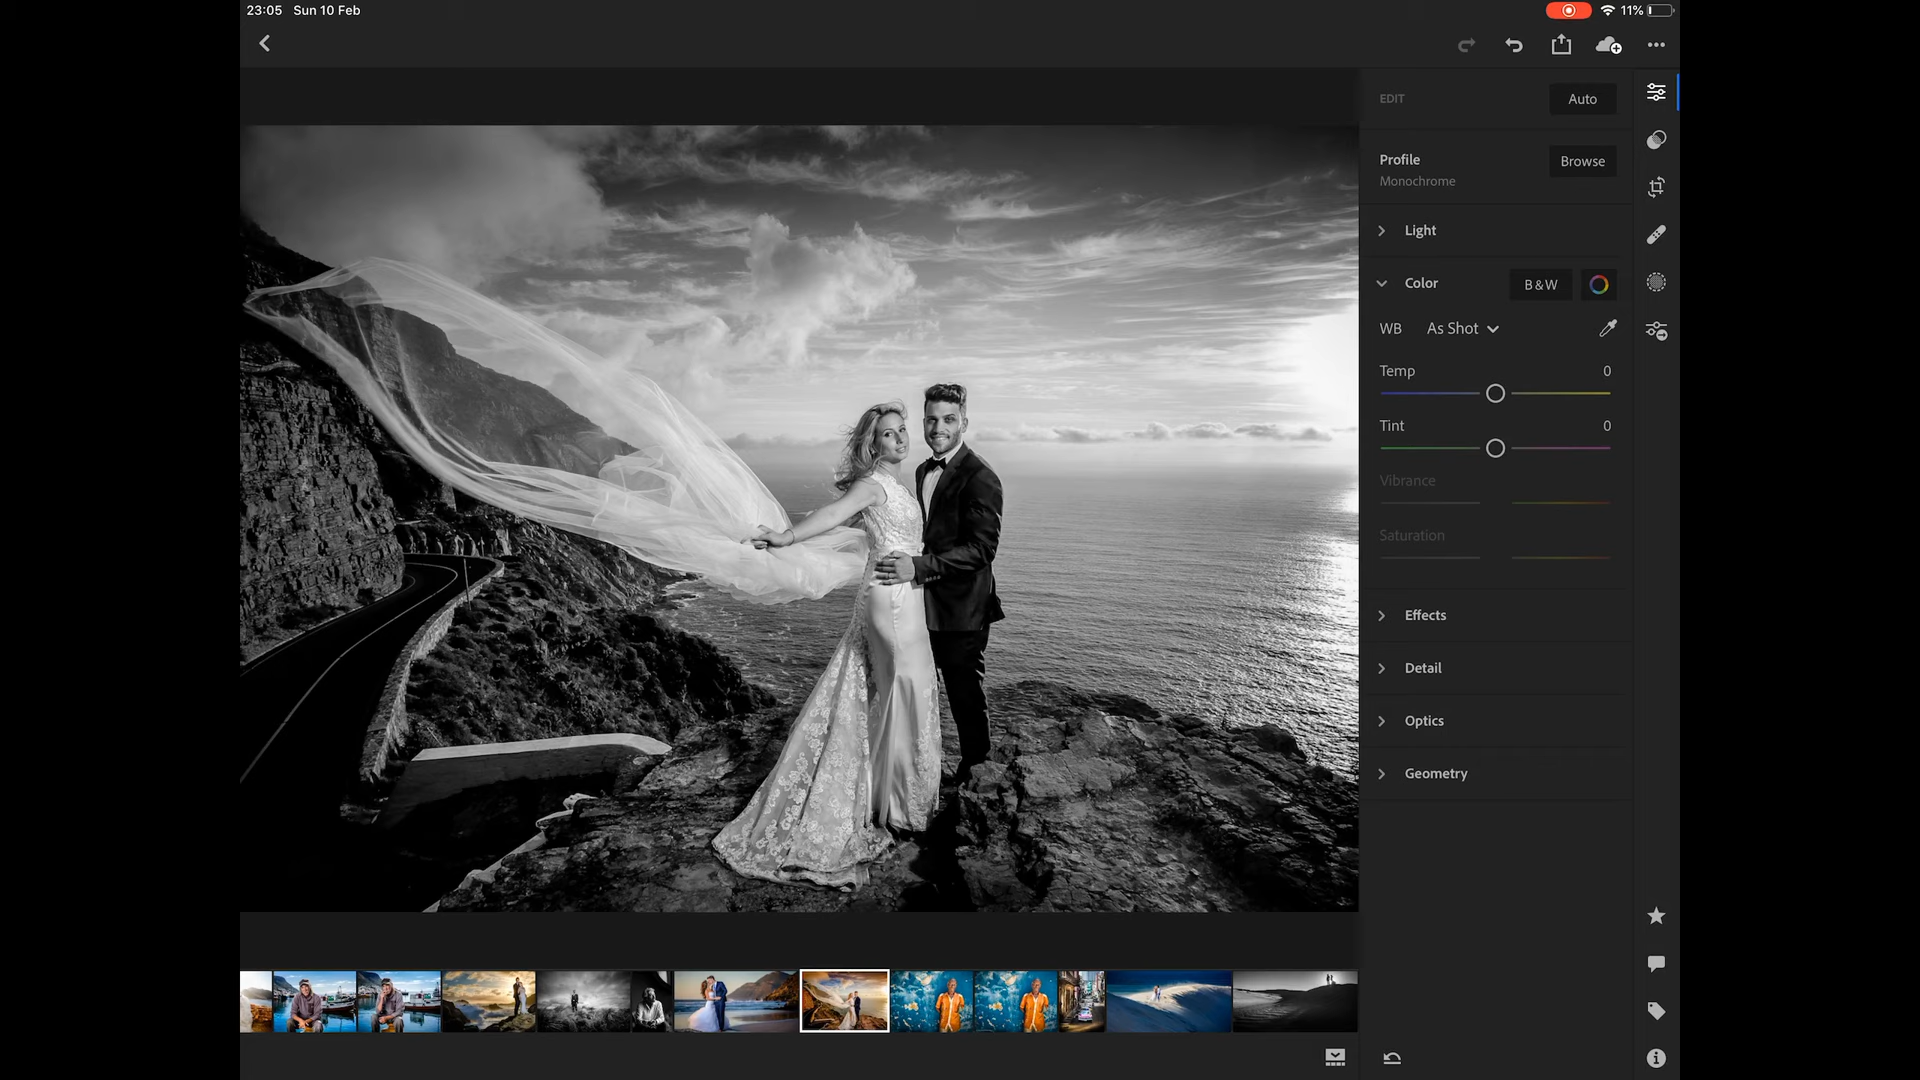 23:05 Sun 10 Feb
11%
EDIT
Auto
Profile
Monochrome
Browse
Light
Color
B&W
WB As Shot
Temp 0
Tint 0
Vibrance
Saturation
Effects
Detail
Optics
Geometry